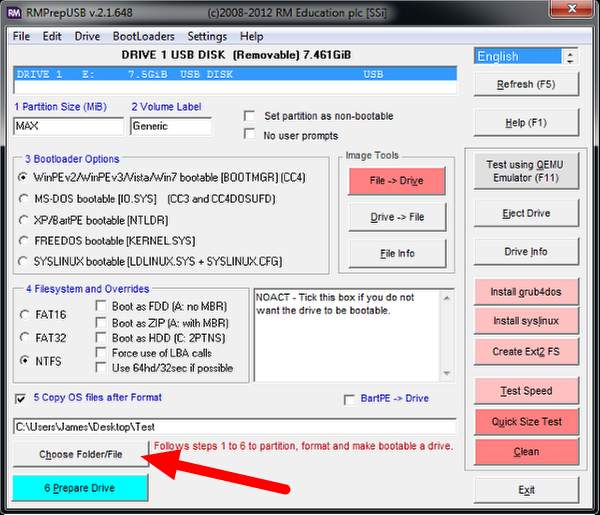 RMPrepUSB v.2.1.648 (c)2008-2012 RM Education plc [SSi]
File Edit Drive BootLoaders Settings Help
DRIVE 1 USB DISK (Removable) 7.461GiB
English
DRIVE 1 E: 7.5GiB USB DISK USB
Refresh (F5)
1 Partition Size (MiB) 2 Volume Label
Set partition as non-bootable
MAX Generic
Help (F1)
No user prompts
3 Bootloader Options
Image Tools
WinPEv2/WinPEv3/Vista/Win7 bootable [BOOTMGR] (CC4)
File -> Drive
Test using QEMU
Emulator (F11)
MS-DOS bootable [IO.SYS] (CC3 and CC4DOSUFD)
XP/BartPE bootable [NTLDR]
Drive -> File
Eject Drive
FREEDOS bootable [KERNEL.SYS]
File Info
Drive Info
SYSLINUX bootable [LDLINUX.SYS + SYSLINUX.CFG]
4 Filesystem and Overrides
NOACT - Tick this box if you do not
want the drive to be bootable.
Install grub4dos
Boot as FDD (A: no MBR)
FAT16
Boot as ZIP (A: with MBR)
Install syslinux
FAT32
Boot as HDD (C: 2PTNS)
Force use of LBA calls
Create Ext2 FS
NTFS
Use 64hd/32sec if possible
Test Speed
5 Copy OS files after Format
BartPE -> Drive
C:\Users\James\Desktop\Test
Quick Size Test
Choose Folder/File
Follows steps 1 to 6 to partition, format and make bootable a drive.
Clean
6 Prepare Drive
Exit